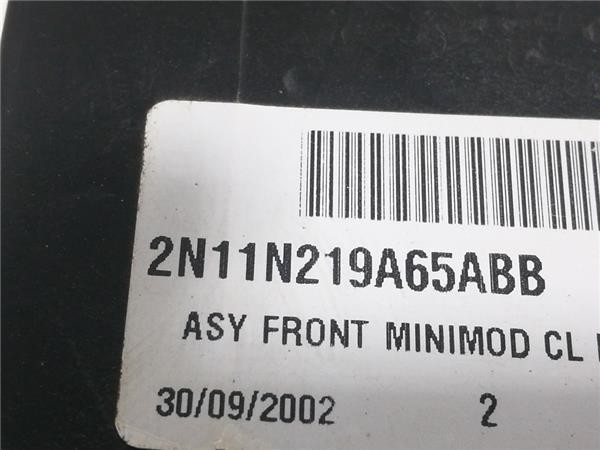 2N11N219A65ABB
ASY FRONT MINIMOD CL
30/09/2002 2